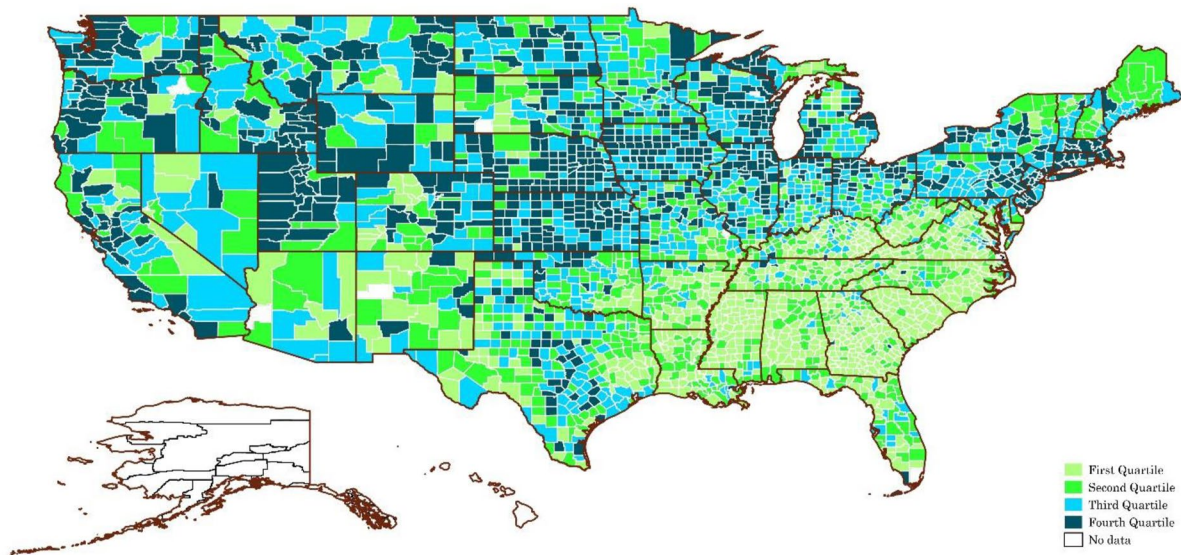 First Quartile
Second Quartile
Third Quartile
Fourth Quartile
No data